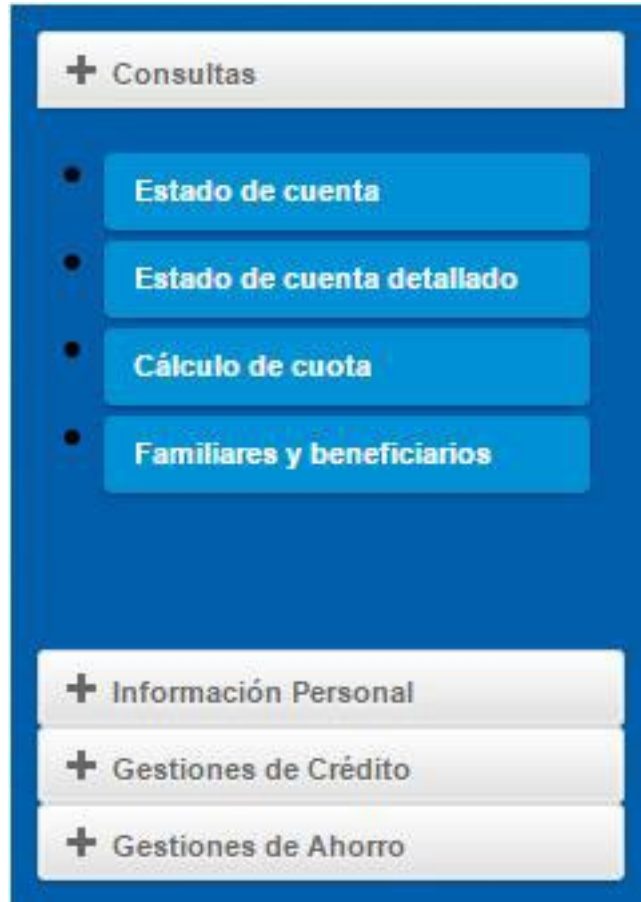 Consultas
Estado de cuenta
Estado de cuenta detallado
Cálculo de cuota
Familiares y beneficiarios
Información Personal
Gestiones de Crédito
Gestiones de Ahorro